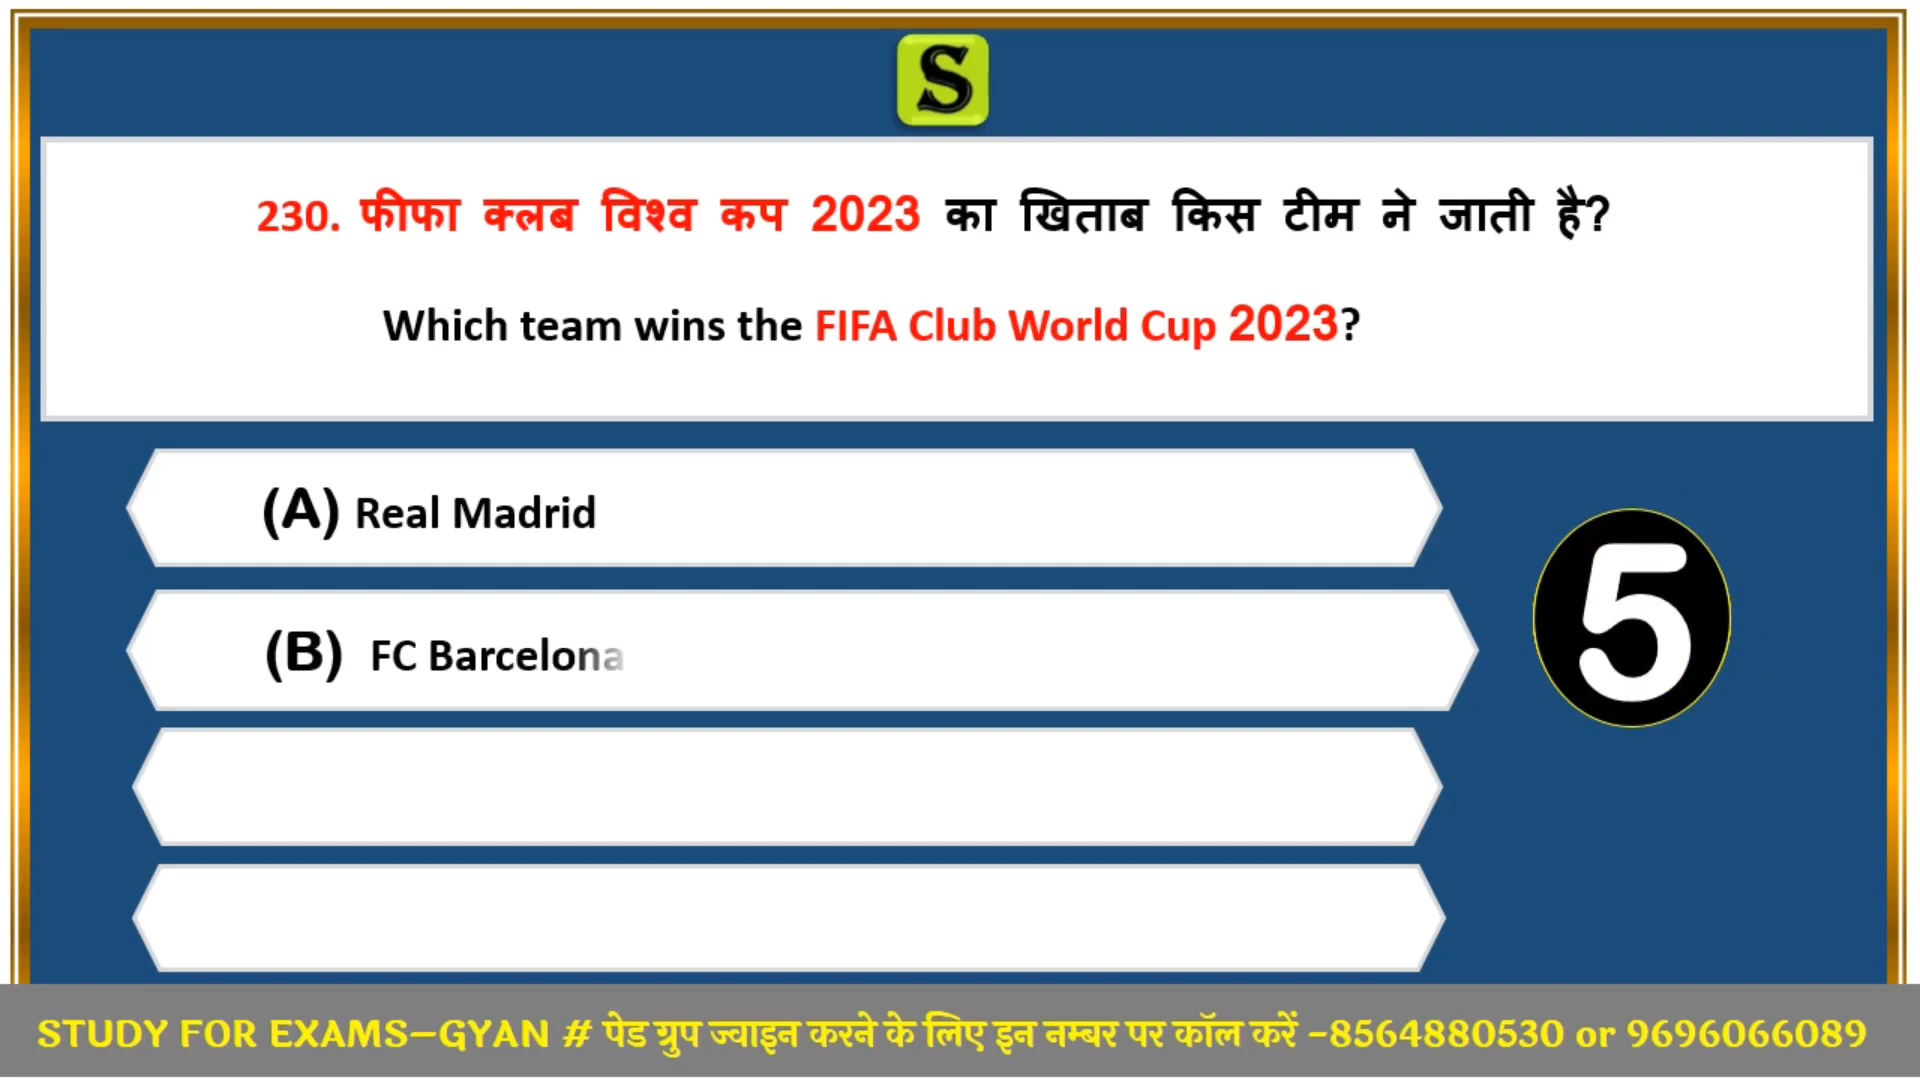 S
230. फीफा क्लब विश्व कप 2023 का खिताब किस टीम ने जाती है?
Which team wins the FIFA Club World Cup 2023?
(A) Real Madrid
(B) FC Barcelona
5
STUDY FOR EXAMS–GYAN # पेड ग्रुप ज्वाइन करने के लिए इन नम्बर पर कॉल करें -8564880530 or 9696066089